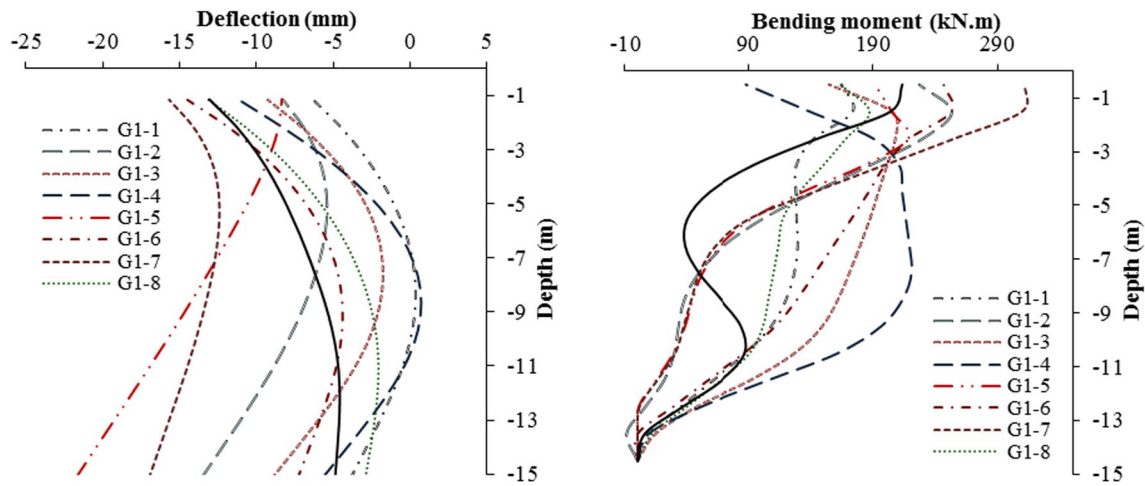 Deflection (mm)
-25 -20 -15 -10 -5 0 5
-1
-3
-5
-7
-9
-11
-13
-15
Depth (m)
G1-1
G1-2
G1-3
G1-4
G1-5
G1-6
G1-7
G1-8
Bending moment (kN.m)
-10 90 190 290
-1
-3
-5
-7
-9
-11
-13
-15
Depth (m)
G1-1
G1-2
G1-3
G1-4
G1-5
G1-6
G1-7
G1-8